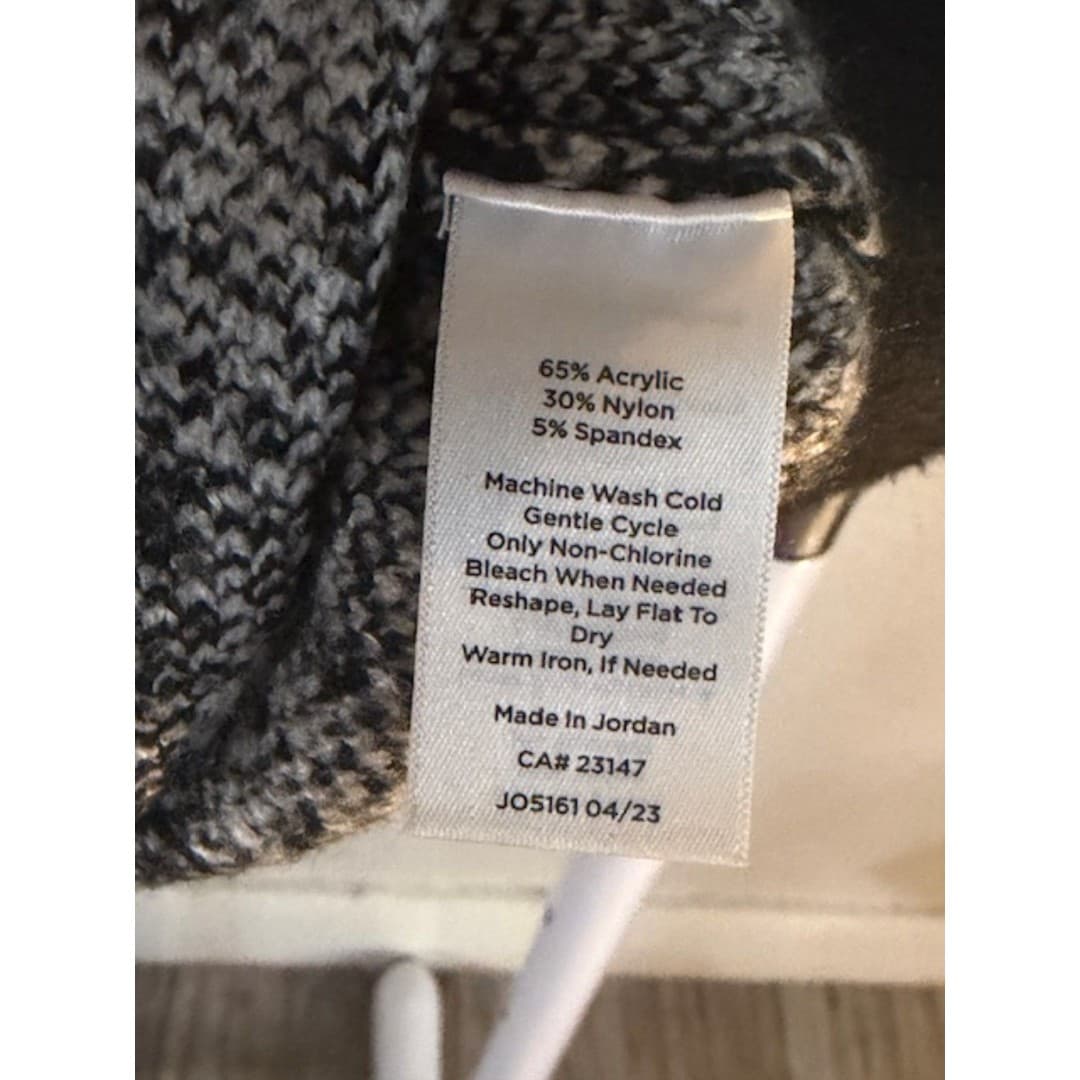 65% Acrylic
30% Nylon
5% Spandex
Machine Wash Cold
Gentle Cycle
Only Non-Chlorine
Bleach When Needed
Reshape, Lay Flat To
Dry
Warm Iron, If Needed
Made In Jordan
CA# 23147
JO5161 04/23